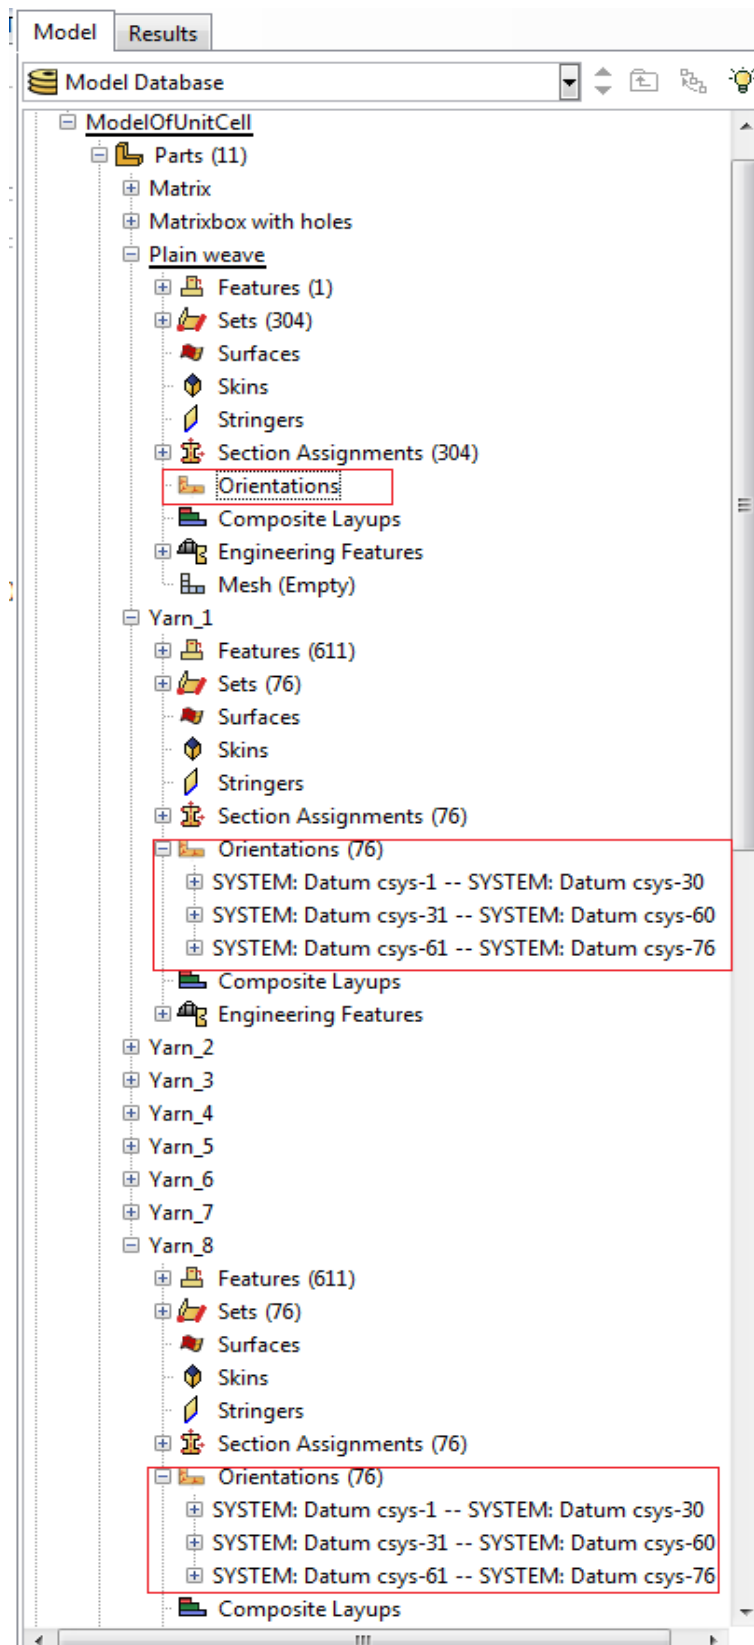 Model Results
Model Database
ModelOfUnitCell
Parts (11)
Matrix
Matrixbox with holes
Plain weave
Features (1)
Sets (304)
Surfaces
Skins
Stringers
Section Assignments (304)
Orientations
Composite Layups
Engineering Features
Mesh (Empty)
Yarn_1
Features (611)
Sets (76)
Surfaces
Skins
Stringers
Section Assignments (76)
Orientations (76)
SYSTEM: Datum csys-1 -- SYSTEM: Datum csys-30
SYSTEM: Datum csys-31 -- SYSTEM: Datum csys-60
SYSTEM: Datum csys-61 -- SYSTEM: Datum csys-76
Composite Layups
Engineering Features
Yarn_2
Yarn_3
Yarn_4
Yarn_5
Yarn_6
Yarn_7
Yarn_8
Features (611)
Sets (76)
Surfaces
Skins
Stringers
Section Assignments (76)
Orientations (76)
SYSTEM: Datum csys-1 -- SYSTEM: Datum csys-30
SYSTEM: Datum csys-31 -- SYSTEM: Datum csys-60
SYSTEM: Datum csys-61 -- SYSTEM: Datum csys-76
Composite Layups